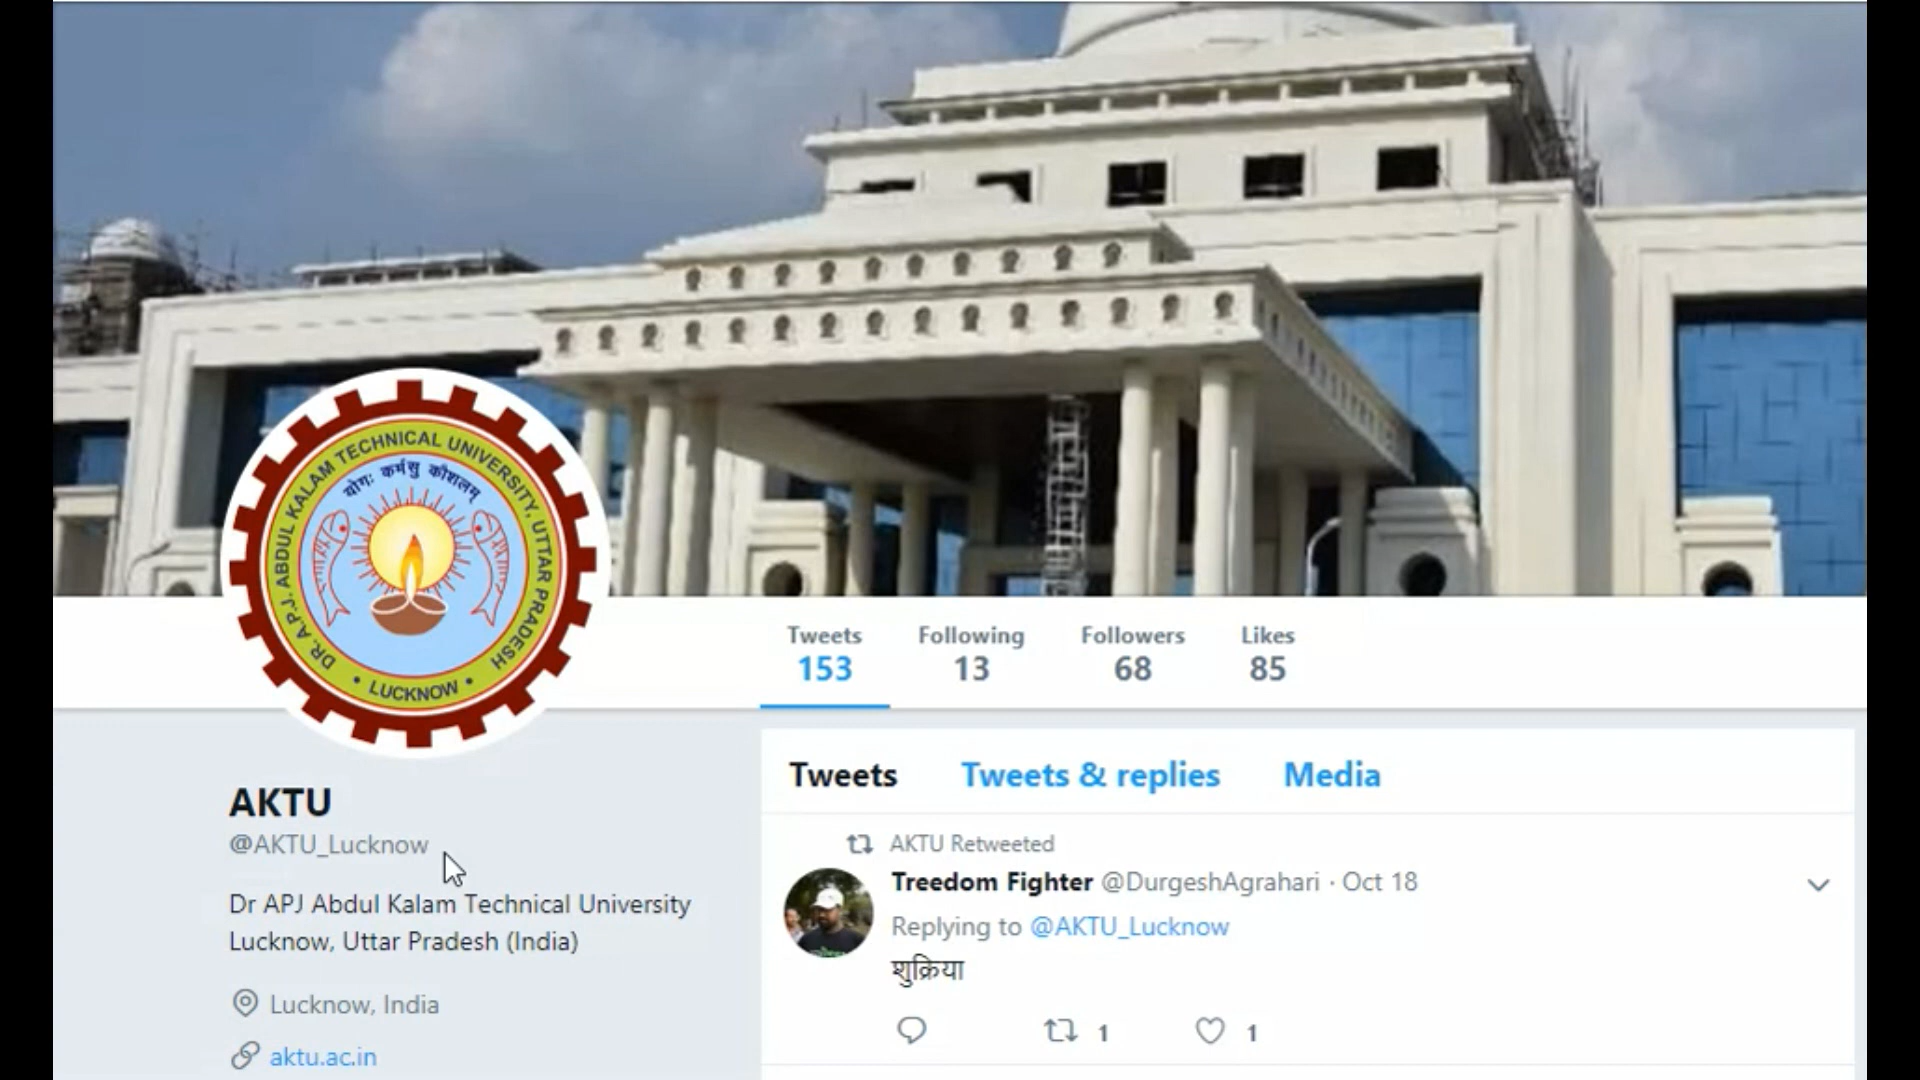 DR. A.P.J. ABDUL KALAM TECHNICAL UNIVERSITY, UTTAR PRADESH
योगः कर्मसु कौशलम्
• LUCKNOW •
Tweets Following Followers Likes
153 13 68 85
AKTU
@AKTU_Lucknow
Dr APJ Abdul Kalam Technical University
Lucknow, Uttar Pradesh (India)
Lucknow, India
aktu.ac.in
Tweets Tweets & replies Media
AKTU Retweeted
Treedom Fighter @DurgeshAgrahari · Oct 18
Replying to @AKTU_Lucknow
शुक्रिया
1 1